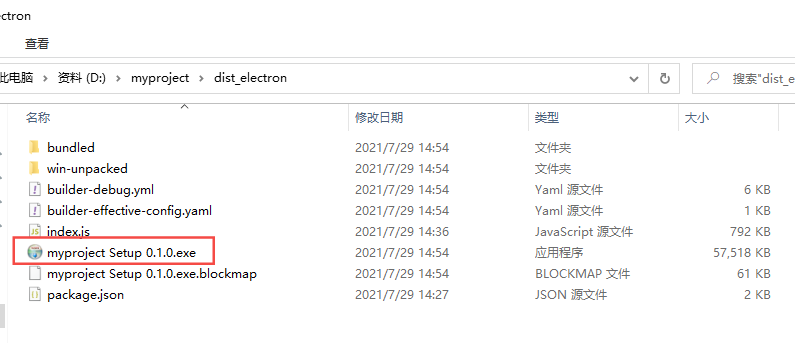 ectron
查看
此电脑 资料 (D:) myproject dist_electron 搜索"dist_e
名称 修改日期 类型 大小
bundled 2021/7/29 14:54 文件夹
win-unpacked 2021/7/29 14:54 文件夹
builder-debug.yml 2021/7/29 14:54 Yaml 源文件 6 KB
builder-effective-config.yaml 2021/7/29 14:54 Yaml 源文件 1 KB
index.js 2021/7/29 14:36 JavaScript 源文件 792 KB
myproject Setup 0.1.0.exe 2021/7/29 14:54 应用程序 57,518 KB
myproject Setup 0.1.0.exe.blockmap 2021/7/29 14:54 BLOCKMAP 文件 61 KB
package.json 2021/7/29 14:27 JSON 源文件 2 KB